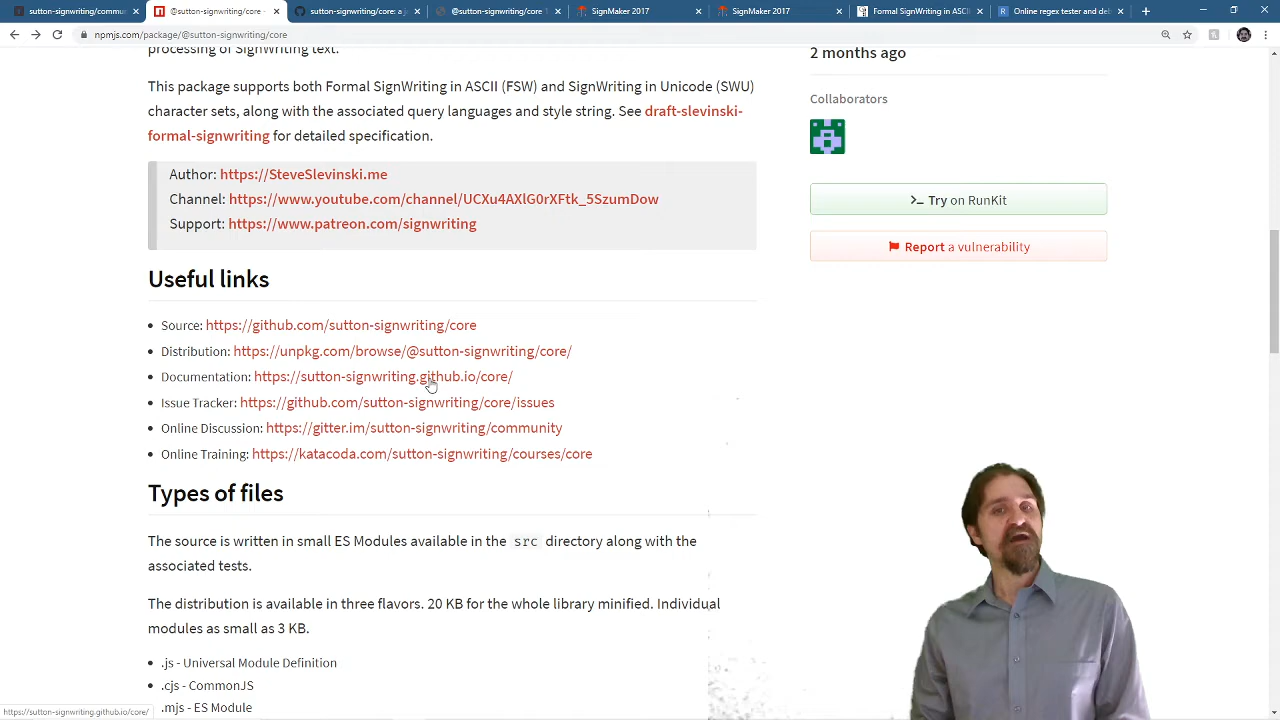 sutton-signwriting/commu
@sutton-signwriting/core -
sutton-signwriting/core: a j
@sutton-signwriting/core 1
SignMaker 2017
SignMaker 2017
Formal SignWriting in ASCII
Online regex tester and deb
npmjs.com/package/@sutton-signwriting/core
processing of SignWriting text.
This package supports both Formal SignWriting in ASCII (FSW) and SignWriting in Unicode (SWU)
character sets, along with the associated query languages and style string. See draft-slevinski-
formal-signwriting for detailed specification.
Author: https://SteveSlevinski.me
Channel: https://www.youtube.com/channel/UCXu4AXlG0rXFtk_5SzumDow
Support: https://www.patreon.com/signwriting
Useful links
Source: https://github.com/sutton-signwriting/core
Distribution: https://unpkg.com/browse/@sutton-signwriting/core/
Documentation: https://sutton-signwriting.github.io/core/
Issue Tracker: https://github.com/sutton-signwriting/core/issues
Online Discussion: https://gitter.im/sutton-signwriting/community
Online Training: https://katacoda.com/sutton-signwriting/courses/core
Types of files
The source is written in small ES Modules available in the src directory along with the
associated tests.
The distribution is available in three flavors. 20 KB for the whole library minified. Individual
modules as small as 3 KB.
.js - Universal Module Definition
.cjs - CommonJS
.mjs - ES Module
2 months ago
Collaborators
Try on RunKit
Report a vulnerability
https://sutton-signwriting.github.io/core/